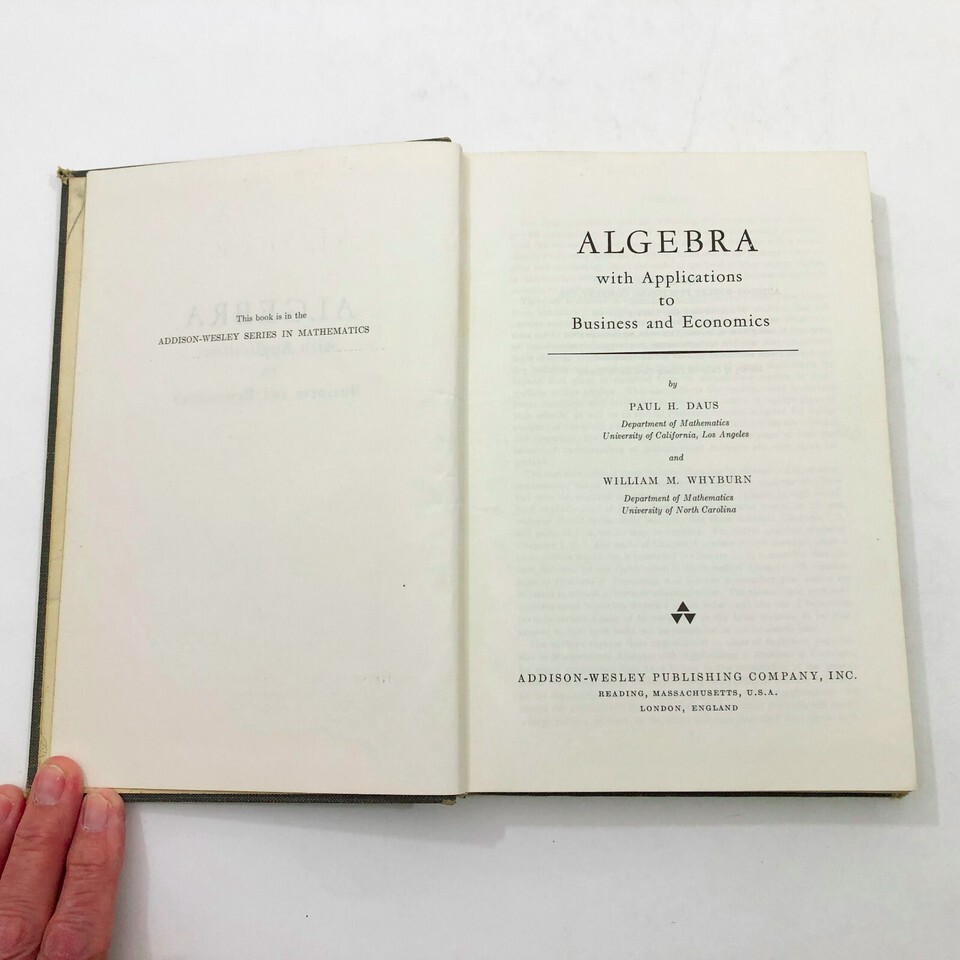 This book is in the
ADDISON-WESLEY SERIES IN MATHEMATICS
ALGEBRA
with Applications
to
Business and Economics
by
PAUL H. DAUS
Department of Mathematics
University of California, Los Angeles
and
WILLIAM M. WHYBURN
Department of Mathematics
University of North Carolina
ADDISON-WESLEY PUBLISHING COMPANY, INC.
READING, MASSACHUSETTS, U.S.A.
LONDON, ENGLAND